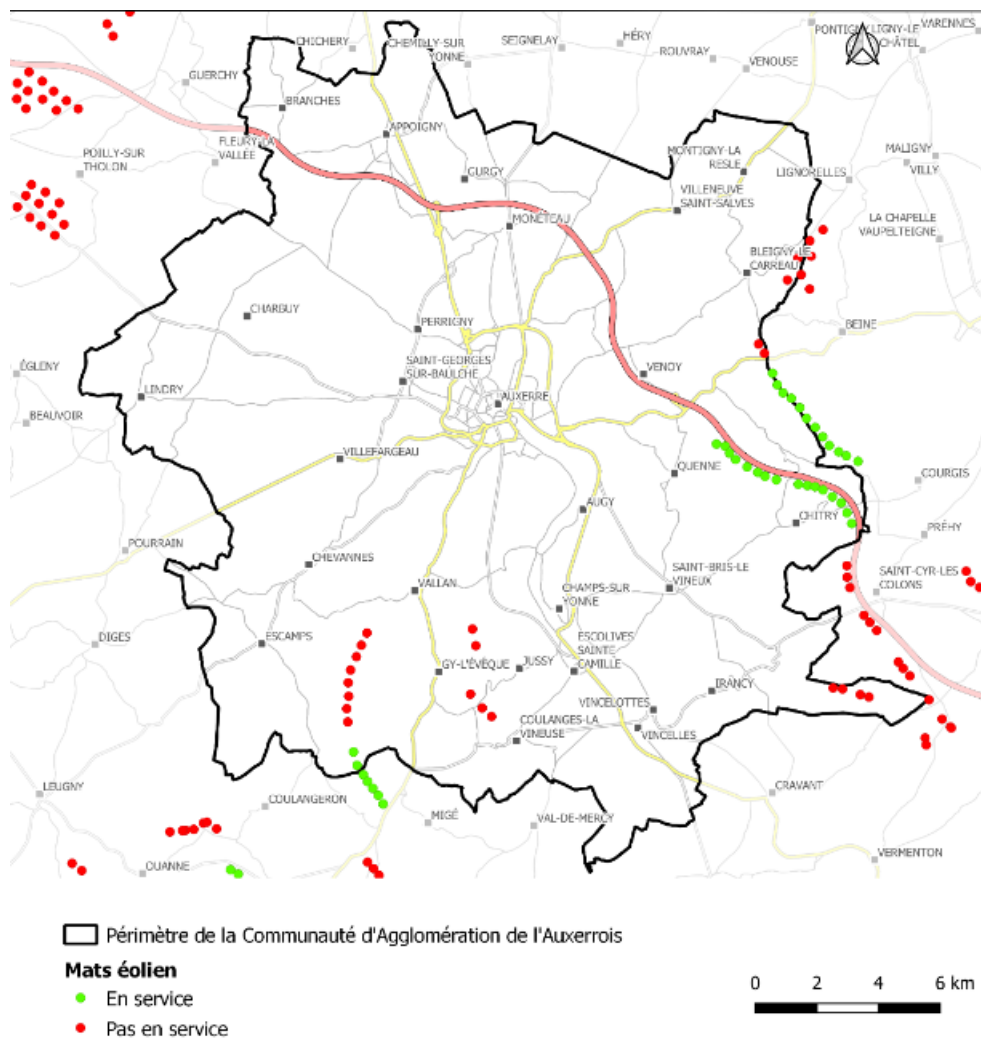 CHICHERY
CHEMILLY-SUR
YONNE
SEIGNELAY
HÉRY
ROUVRAY
VENOUSE
PONTIGNY
LIGNY-LE
CHÂTEL
VARENNES
GUERCHY
BRANCHES
APPOIGNY
FLEURY-LA
VALLÉE
POILLY-SUR
THOLON
GURGY
MONTIGNY-LA
RESLE
VILLENEUVE
SAINT-SALVES
LIGNORELLES
MALIGNY
VILLY
MONÉTEAU
LA CHAPELLE
VAUPELTEIGNE
BLEIGNY-LE
CARREAU
CHARBUY
PERRIGNY
BEINE
ÉGLENY
SAINT-GEORGES
SUR-BAULCHE
VENOY
LINDRY
AUXERRE
BEAUVOIR
VILLEFARGEAU
QUENNE
COURGIS
AUGY
CHITRY
PRÉHY
POURRAIN
CHEVANNES
VALLAN
CHAMPS-SUR
YONNE
SAINT-BRIS-LE
VINEUX
SAINT-CYR-LES
COLONS
DIGES
ESCAMPS
ESCOLIVES
SAINTE
CAMILLE
GY-L'ÉVÊQUE
JUSSY
IRANCY
VINCELOTTES
COULANGES-LA
VINEUSE
VINCELLES
LEUGNY
COULANGERON
MIGÉ
VAL-DE-MERCY
CRAVANT
OUANNE
VERMENTON
Périmètre de la Communauté d'Agglomération de l'Auxerrois
Mats éolien
En service
Pas en service
0 2 4 6 km